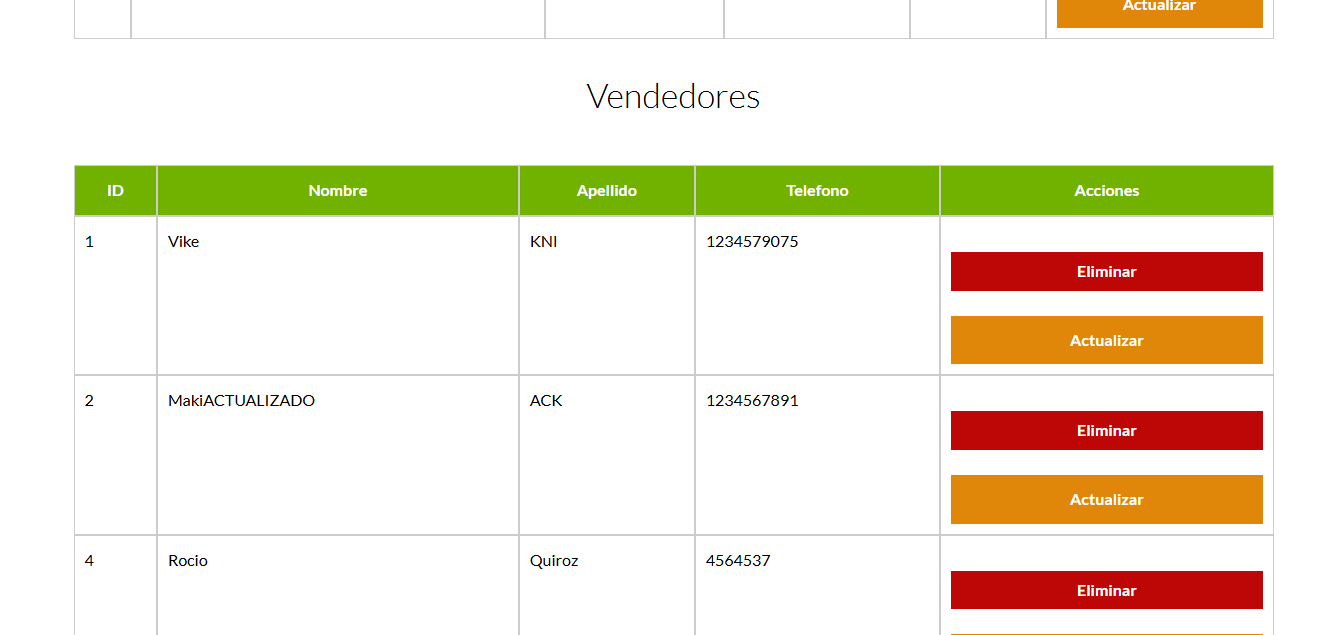 Actualizar
Vendedores
ID Nombre Apellido Telefono Acciones
1 Vike KNI 1234579075
Eliminar
Actualizar
2 MakiACTUALIZADO ACK 1234567891
Eliminar
Actualizar
4 Rocio Quiroz 4564537
Eliminar